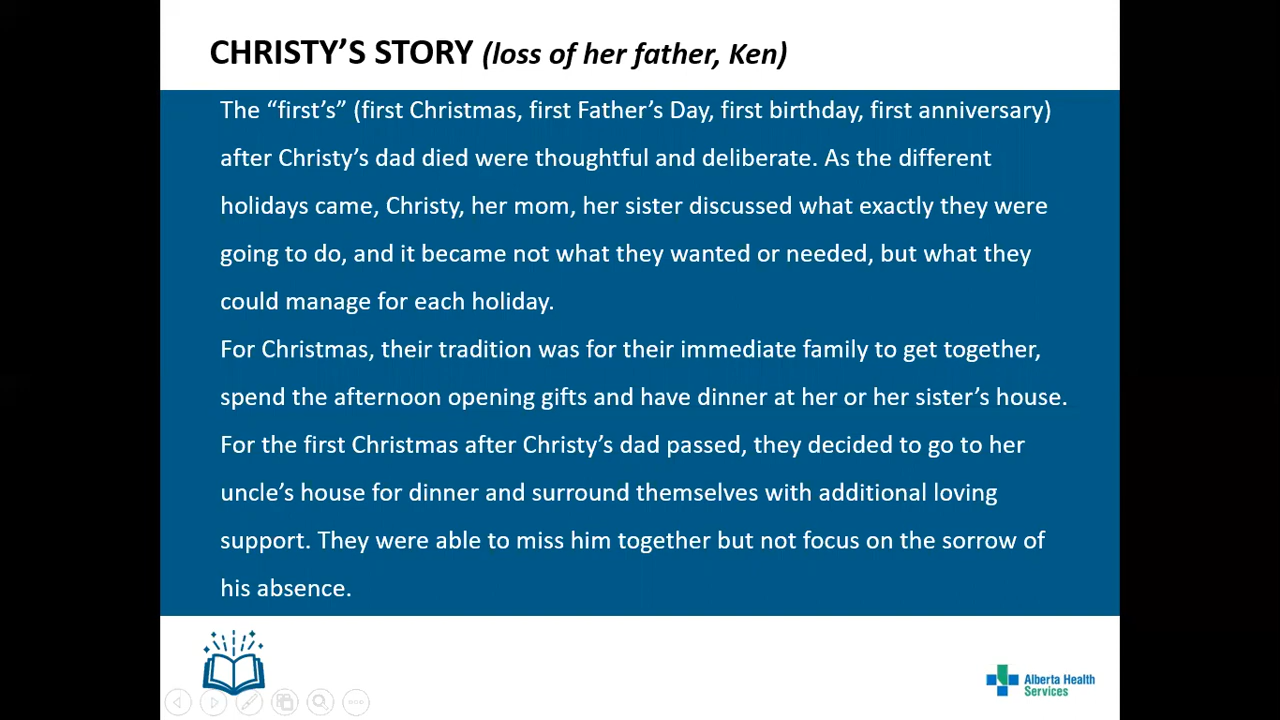 CHRISTY’S STORY (loss of her father, Ken)
The “first’s” (first Christmas, first Father’s Day, first birthday, first anniversary)
after Christy’s dad died were thoughtful and deliberate. As the different
holidays came, Christy, her mom, her sister discussed what exactly they were
going to do, and it became not what they wanted or needed, but what they
could manage for each holiday.
For Christmas, their tradition was for their immediate family to get together,
spend the afternoon opening gifts and have dinner at her or her sister’s house.
For the first Christmas after Christy’s dad passed, they decided to go to her
uncle’s house for dinner and surround themselves with additional loving
support. They were able to miss him together but not focus on the sorrow of
his absence.
Alberta Health
Services